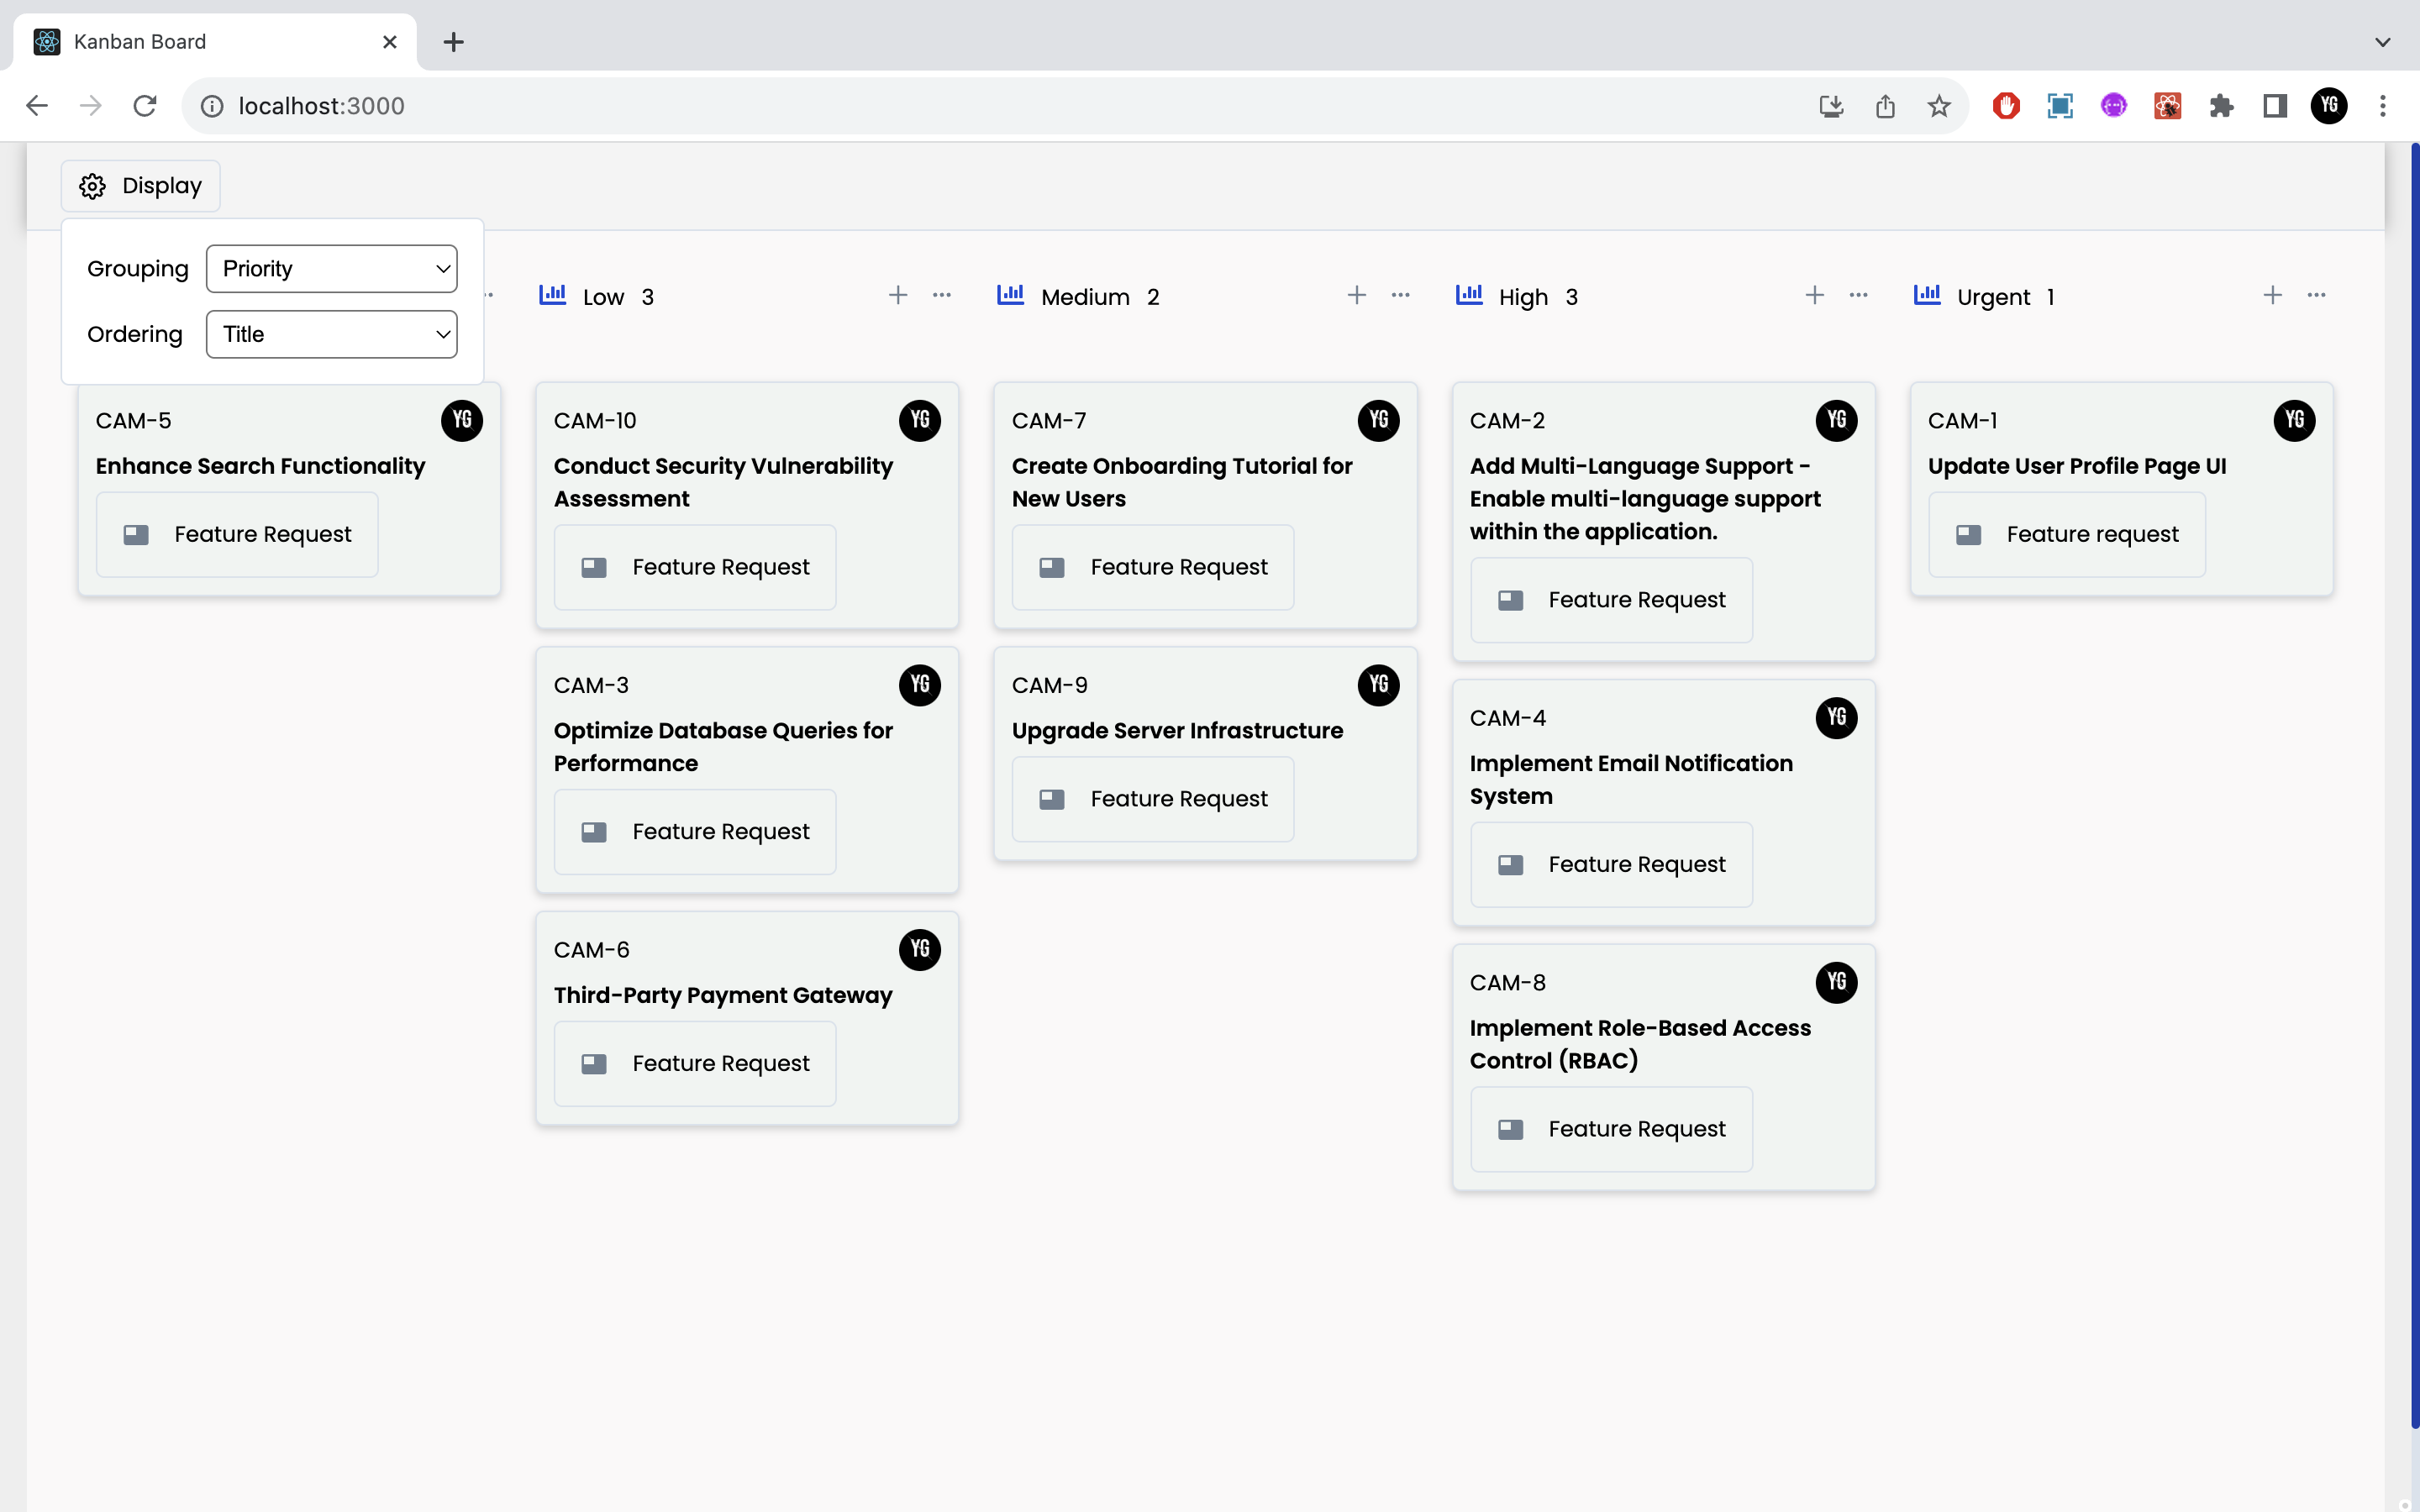 Kanban Board
localhost:3000
YG
Display
Grouping Priority
Ordering Title
Low 3
Medium 2
High 3
Urgent 1
CAM-5 YG
Enhance Search Functionality
Feature Request
CAM-10 YG
Conduct Security Vulnerability
Assessment
Feature Request
CAM-3 YG
Optimize Database Queries for
Performance
Feature Request
CAM-6 YG
Third-Party Payment Gateway
Feature Request
CAM-7 YG
Create Onboarding Tutorial for
New Users
Feature Request
CAM-9 YG
Upgrade Server Infrastructure
Feature Request
CAM-2 YG
Add Multi-Language Support -
Enable multi-language support
within the application.
Feature Request
CAM-4 YG
Implement Email Notification
System
Feature Request
CAM-8 YG
Implement Role-Based Access
Control (RBAC)
Feature Request
CAM-1 YG
Update User Profile Page UI
Feature request